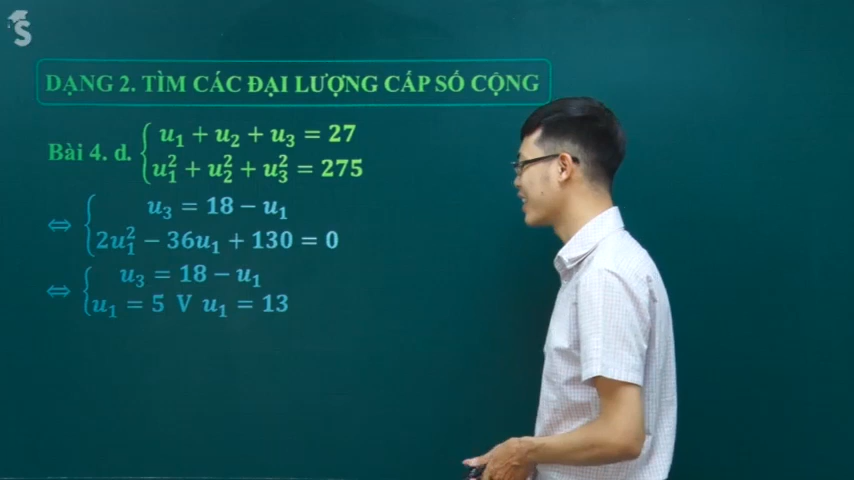 S
DẠNG 2. TÌM CÁC ĐẠI LƯỢNG CẤP SỐ CỘNG
Bài 4. d. { u₁ + u₂ + u₃ = 27
u₁² + u₂² + u₃² = 275
⇔ { u₃ = 18 − u₁
2u₁² − 36u₁ + 130 = 0
⇔ { u₃ = 18 − u₁
u₁ = 5 V u₁ = 13